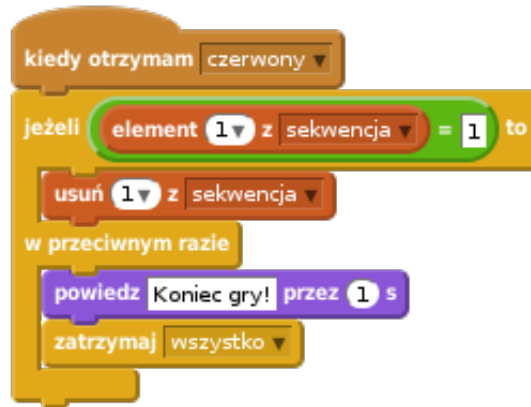 kiedy otrzymam czerwony
jeżeli element 1 z sekwencja = 1 to
usuń 1 z sekwencja
w przeciwnym razie
powiedz Koniec gry! przez 1 s
zatrzymaj wszystko